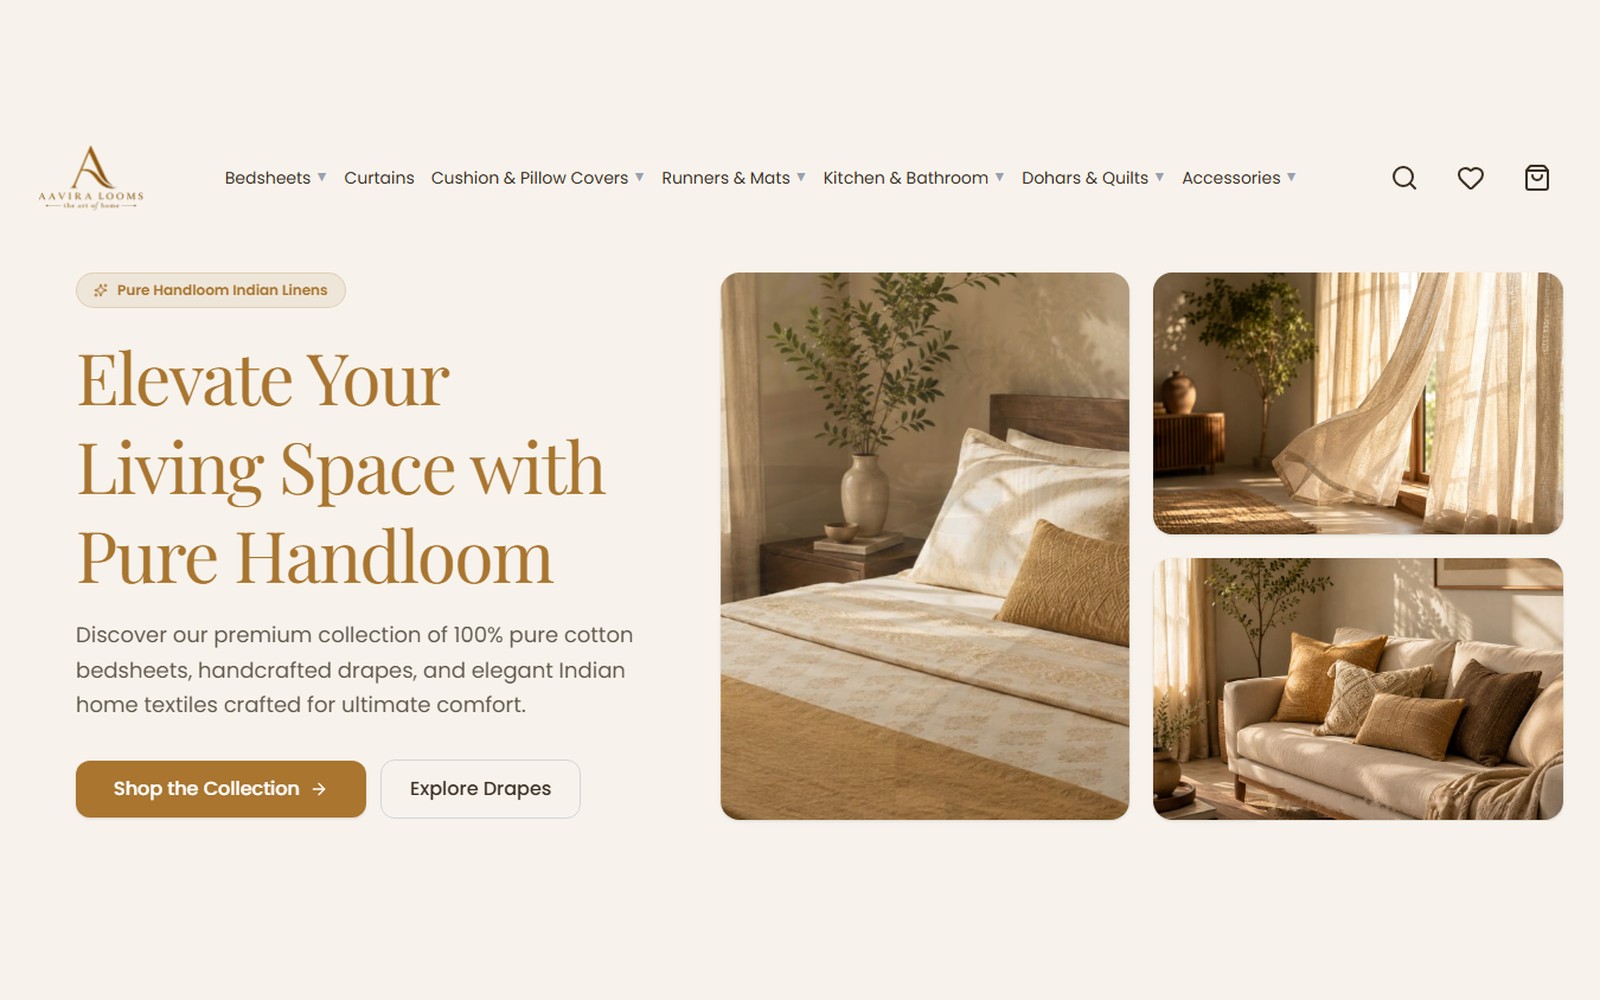 AAVIRA LOOMS
the art of home
Bedsheets
Curtains
Cushion & Pillow Covers
Runners & Mats
Kitchen & Bathroom
Dohars & Quilts
Accessories
Pure Handloom Indian Linens
Elevate Your
Living Space with
Pure Handloom
Discover our premium collection of 100% pure cotton
bedsheets, handcrafted drapes, and elegant Indian
home textiles crafted for ultimate comfort.
Shop the Collection
Explore Drapes